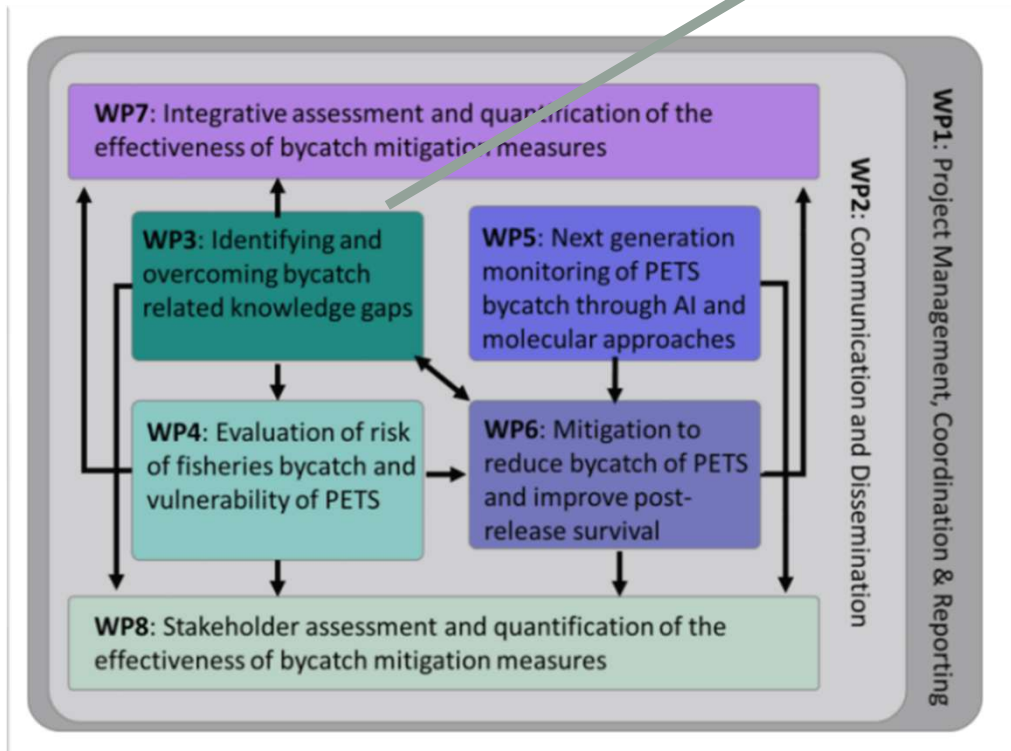 WP7: Integrative assessment and quantification of the
effectiveness of bycatch mitigation measures
WP3: Identifying and
overcoming bycatch
related knowledge gaps
WP5: Next generation
monitoring of PETS
bycatch through AI and
molecular approaches
WP4: Evaluation of risk
of fisheries bycatch and
vulnerability of PETS
WP6: Mitigation to
reduce bycatch of PETS
and improve post-
release survival
WP8: Stakeholder assessment and quantification of the
effectiveness of bycatch mitigation measures
WP2: Communication and Dissemination
WP1: Project Management, Coordination & Reporting